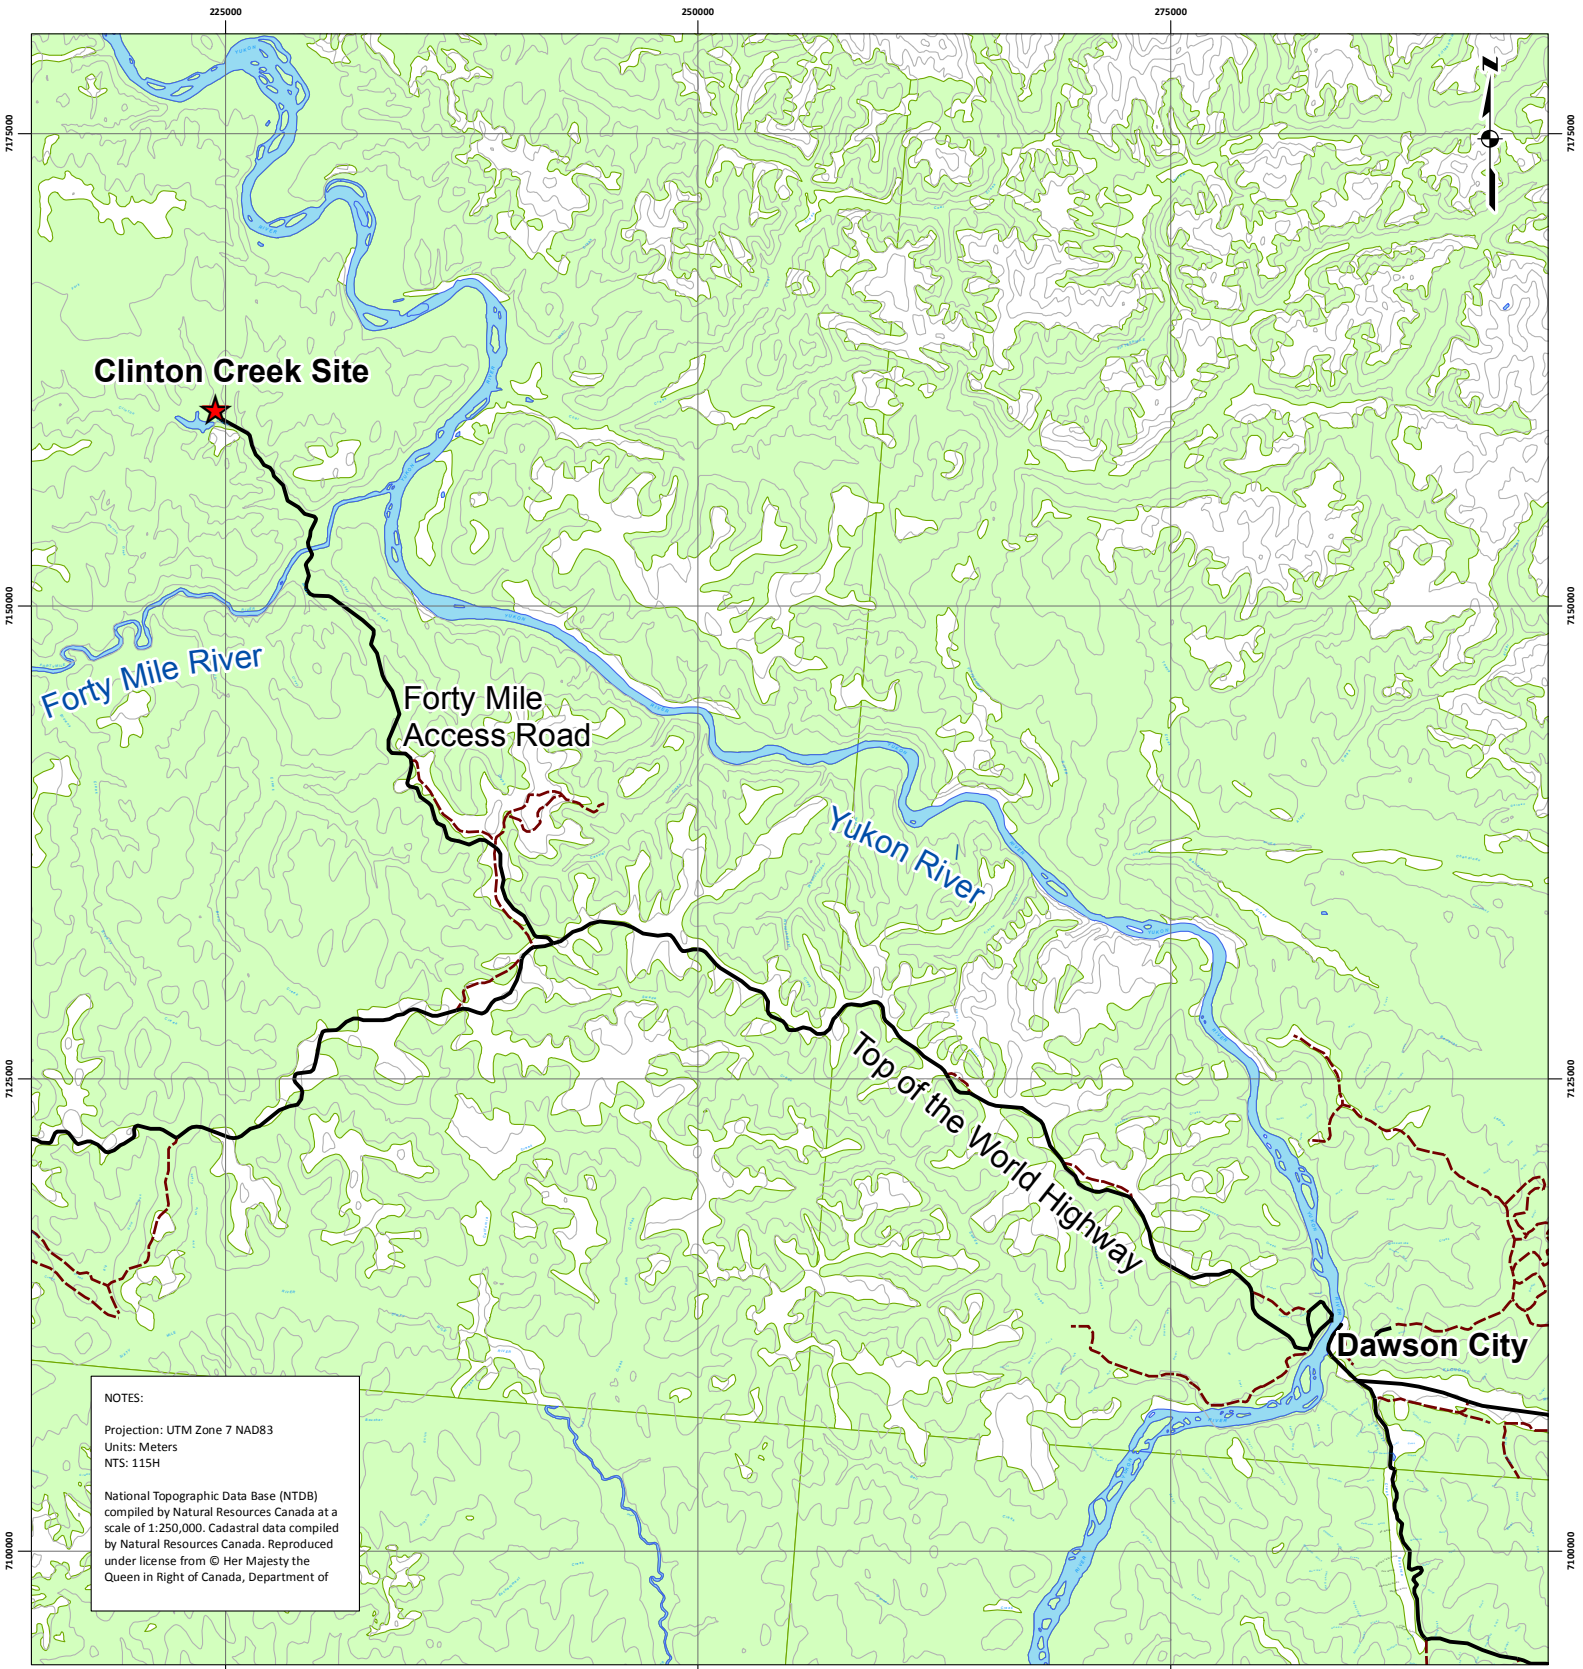 225000
250000
275000
N
7175000
7175000
Clinton Creek Site
7150000
7150000
Forty Mile River
Forty Mile
Access Road
Yukon River
Top of the World Highway
7125000
7125000
Dawson City
NOTES:
Projection: UTM Zone 7 NAD83
Units: Meters
NTS: 115H
National Topographic Data Base (NTDB)
compiled by Natural Resources Canada at a
scale of 1:250,000. Cadastral data compiled
by Natural Resources Canada. Reproduced
under license from © Her Majesty the
Queen in Right of Canada, Department of
7100000
7100000